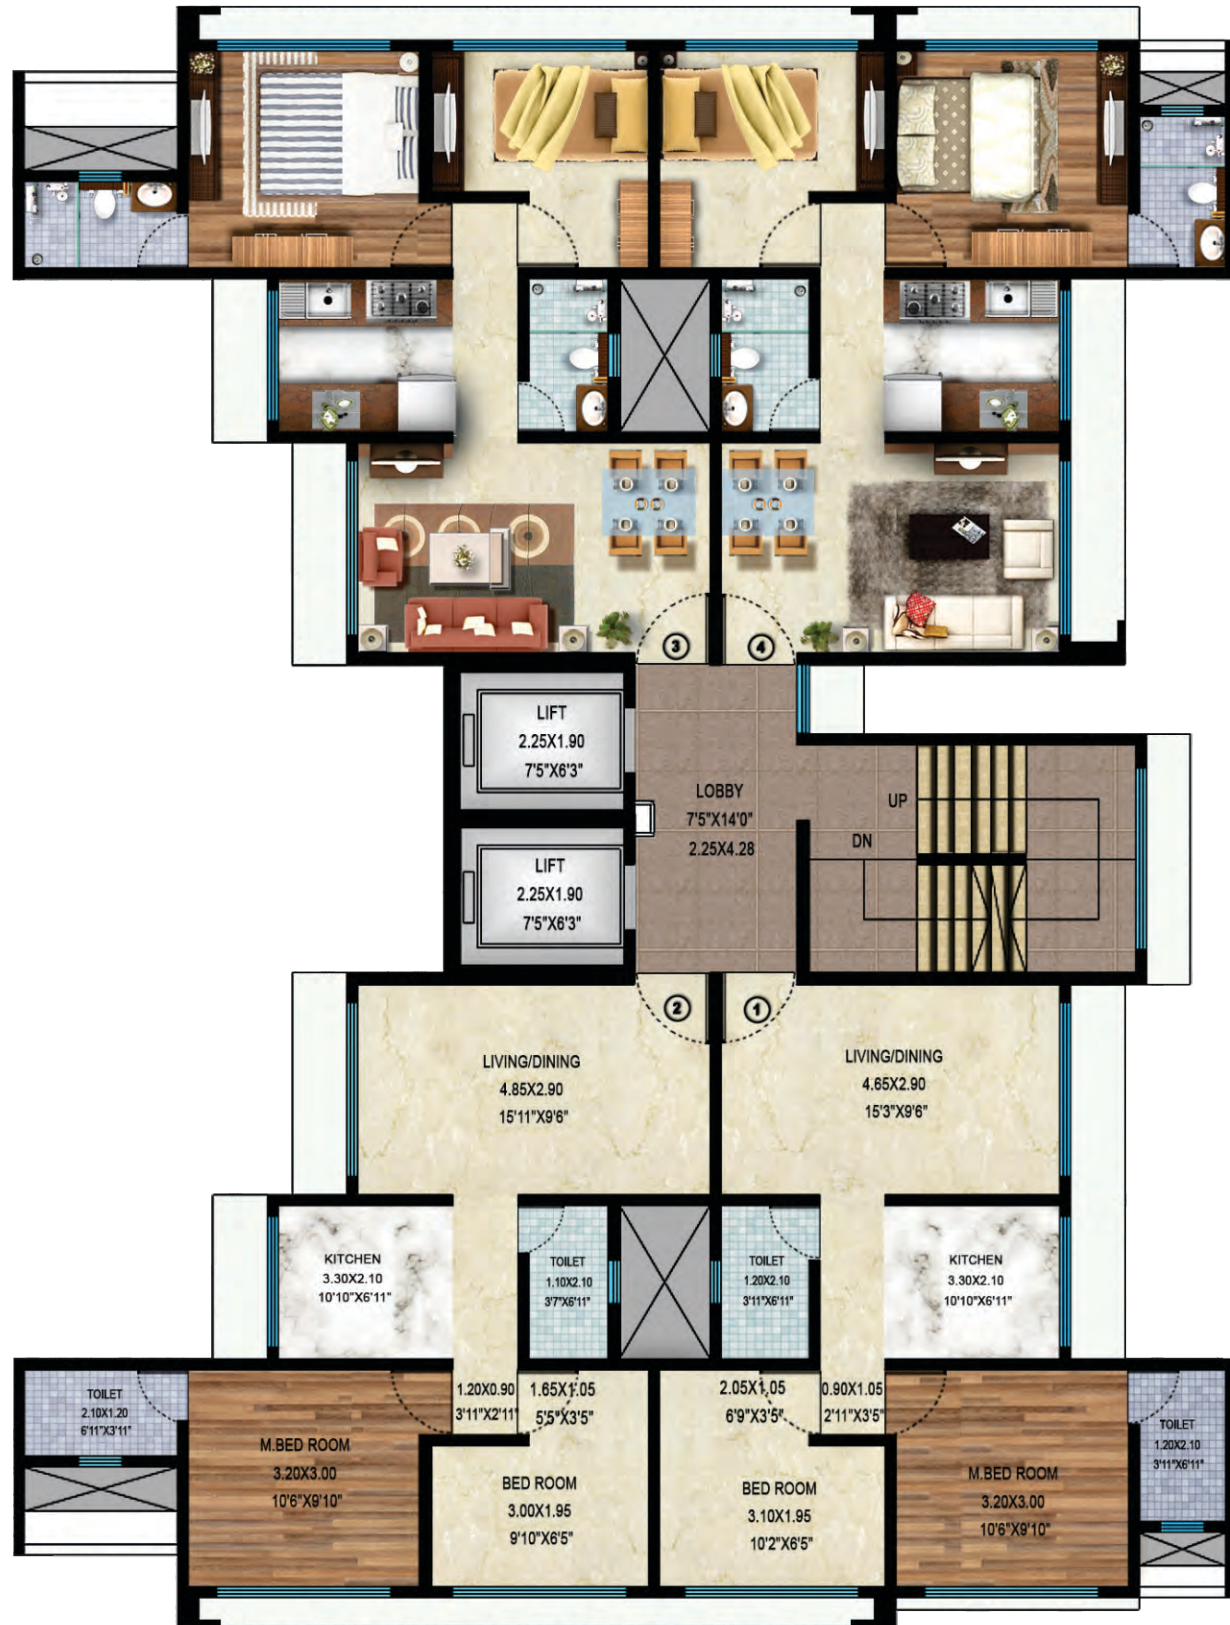 3
4
LIFT
2.25X1.90
7'5"X6'3"
LOBBY
7'5"X14'0"
2.25X4.28
UP
DN
LIFT
2.25X1.90
7'5"X6'3"
2
1
LIVING/DINING
4.85X2.90
15'11"X9'6"
LIVING/DINING
4.65X2.90
15'3"X9'6"
KITCHEN
3.30X2.10
10'10"X6'11"
TOILET
1.10X2.10
3'7"X6'11"
TOILET
1.20X2.10
3'11"X6'11"
KITCHEN
3.30X2.10
10'10"X6'11"
TOILET
2.10X1.20
6'11"X3'11"
1.20X0.90
3'11"X2'11"
1.65X1.05
5'5"X3'5"
2.05X1.05
6'9"X3'5"
0.90X1.05
2'11"X3'5"
TOILET
1.20X2.10
3'11"X6'11"
M.BED ROOM
3.20X3.00
10'6"X9'10"
BED ROOM
3.00X1.95
9'10"X6'5"
BED ROOM
3.10X1.95
10'2"X6'5"
M.BED ROOM
3.20X3.00
10'6"X9'10"